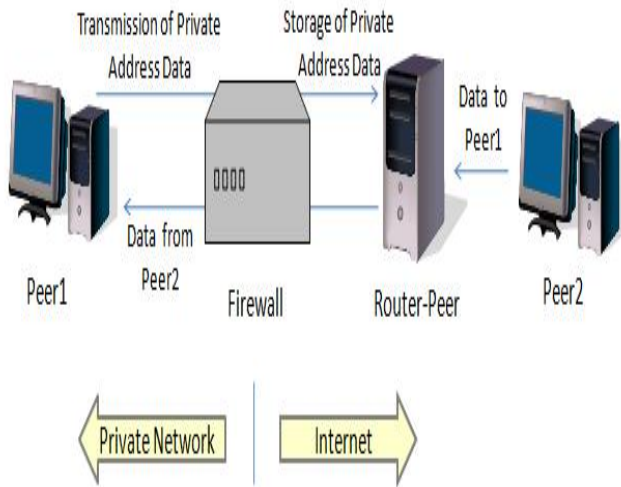 Transmission of Private
Address Data
Storage of Private
Address Data
Data to
Peer1
Data from
Peer2
Peer1
Firewall
Router-Peer
Peer2
Private Network
Internet